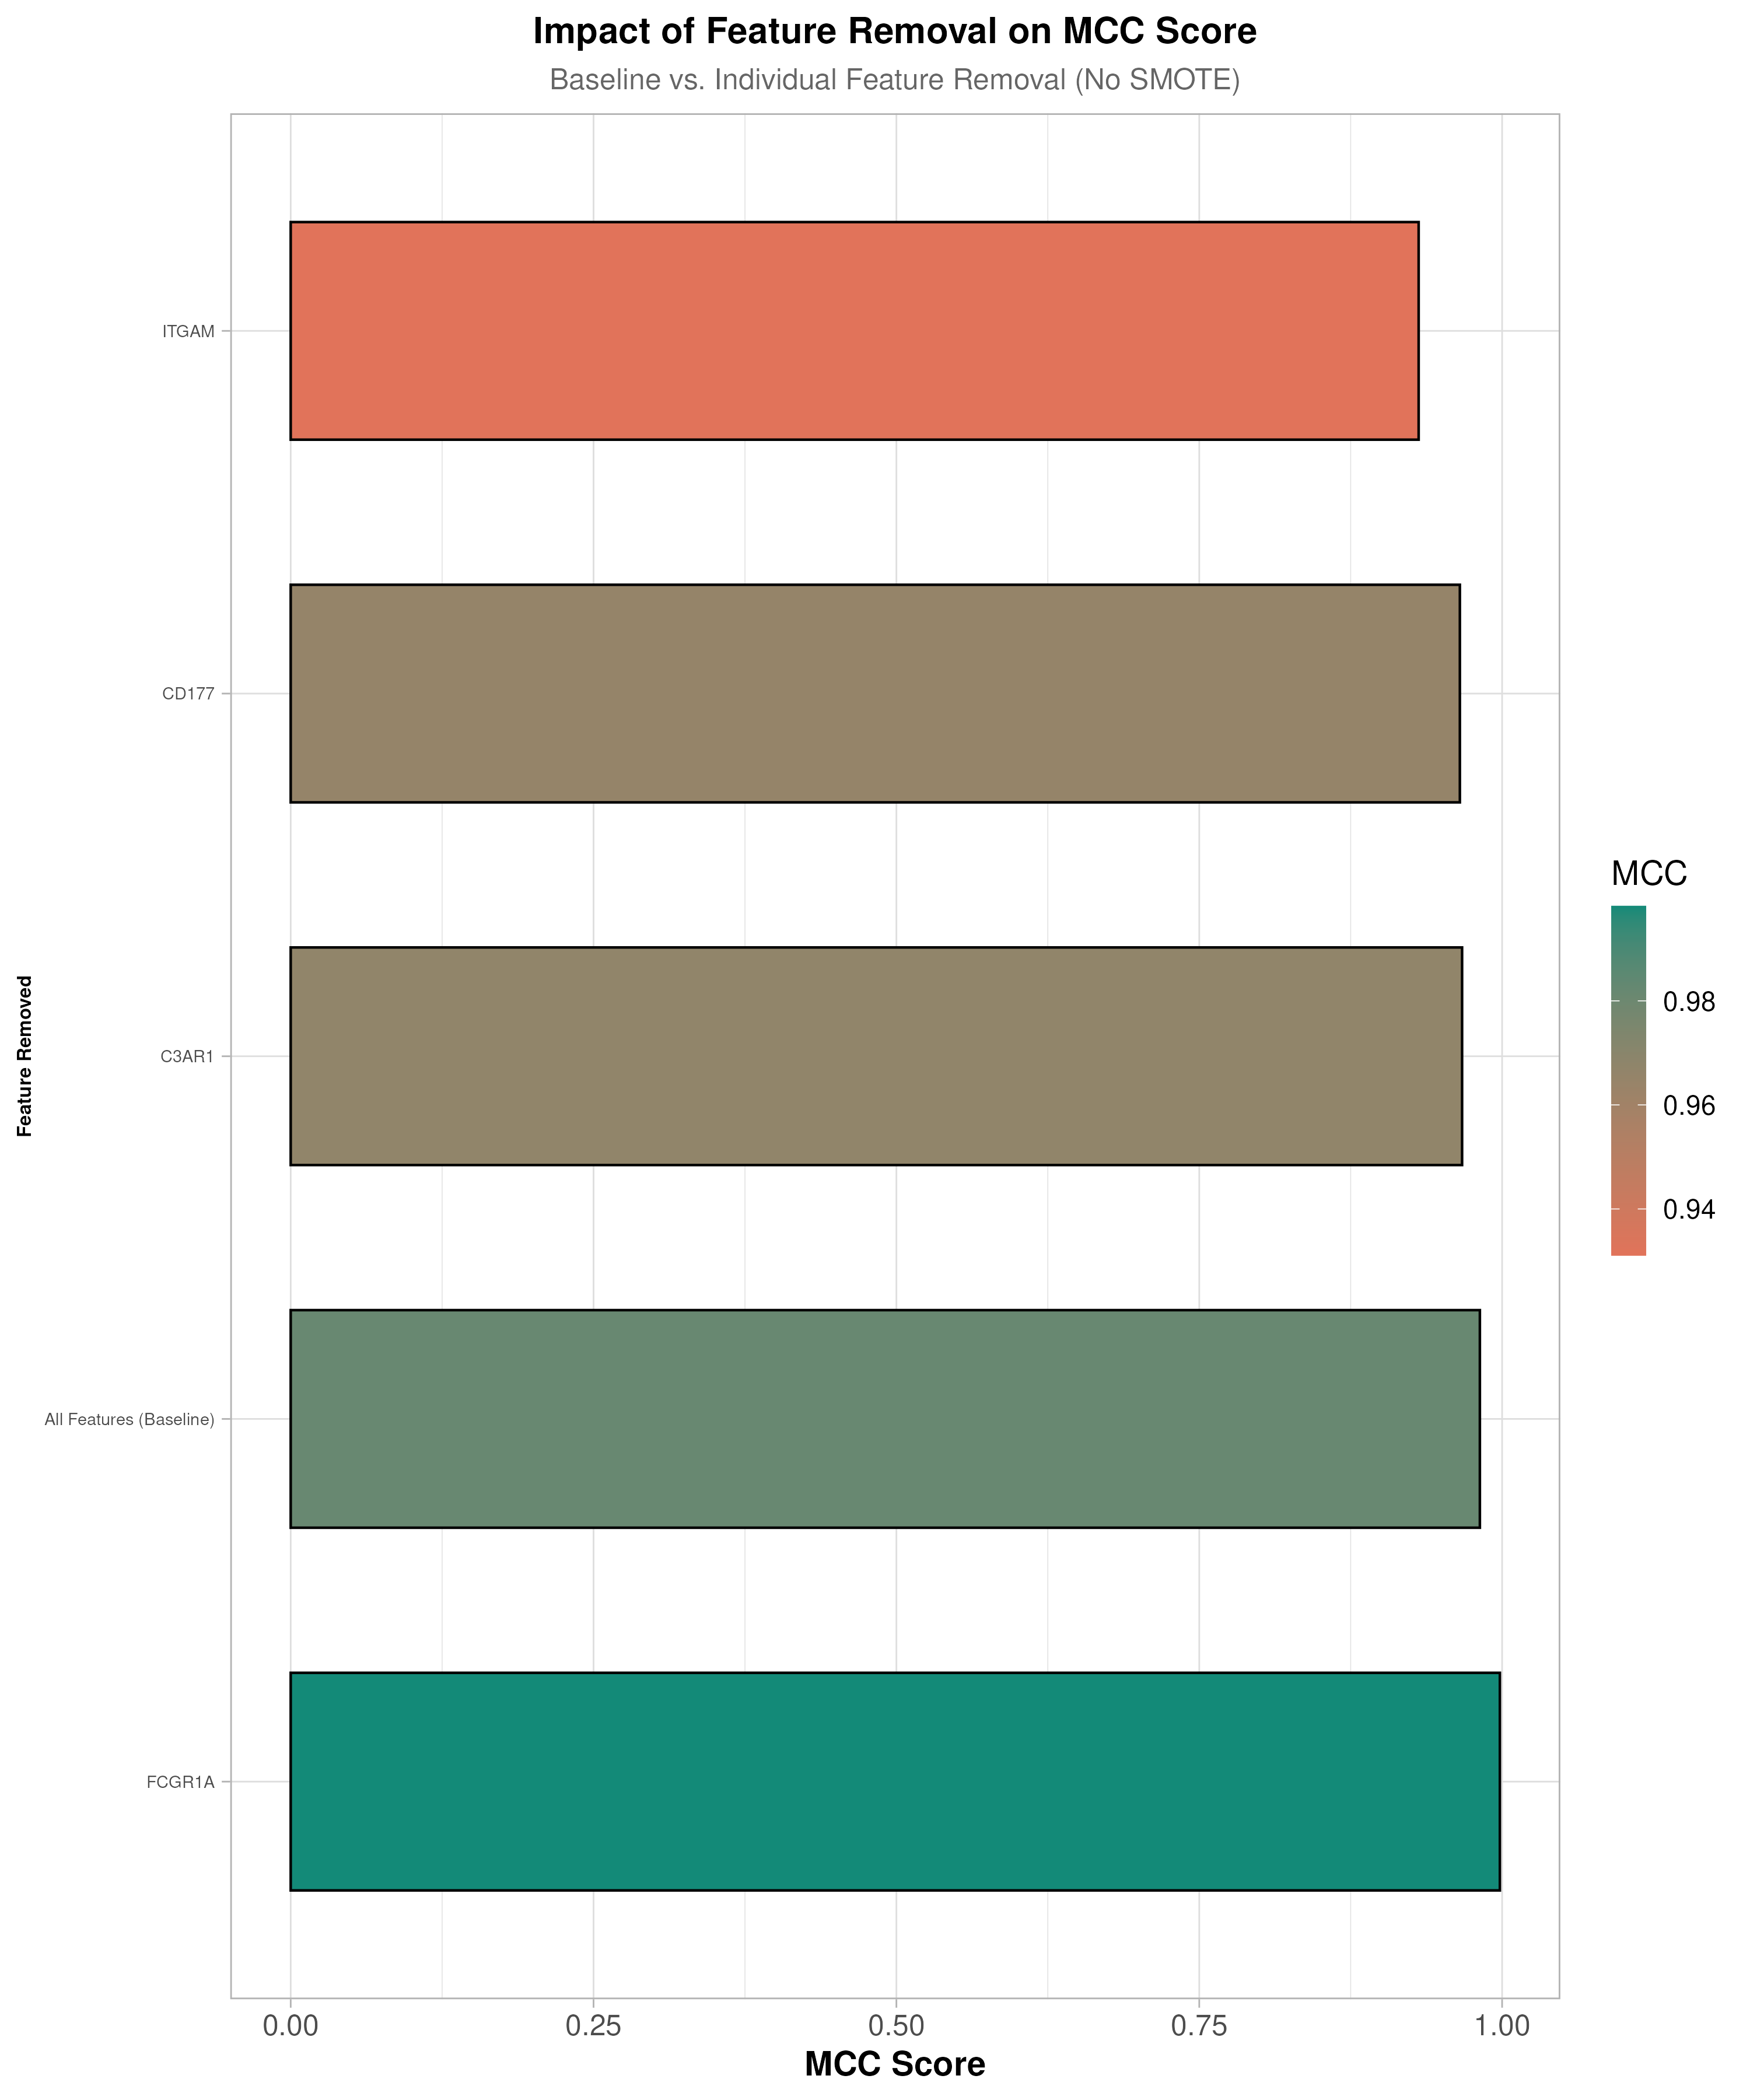 Impact of Feature Removal on MCC Score
Baseline vs. Individual Feature Removal (No SMOTE)
Feature Removed
ITGAM
CD177
C3AR1
All Features (Baseline)
FCGR1A
0.00 0.25 0.50 0.75 1.00
MCC Score
MCC
0.98
0.96
0.94